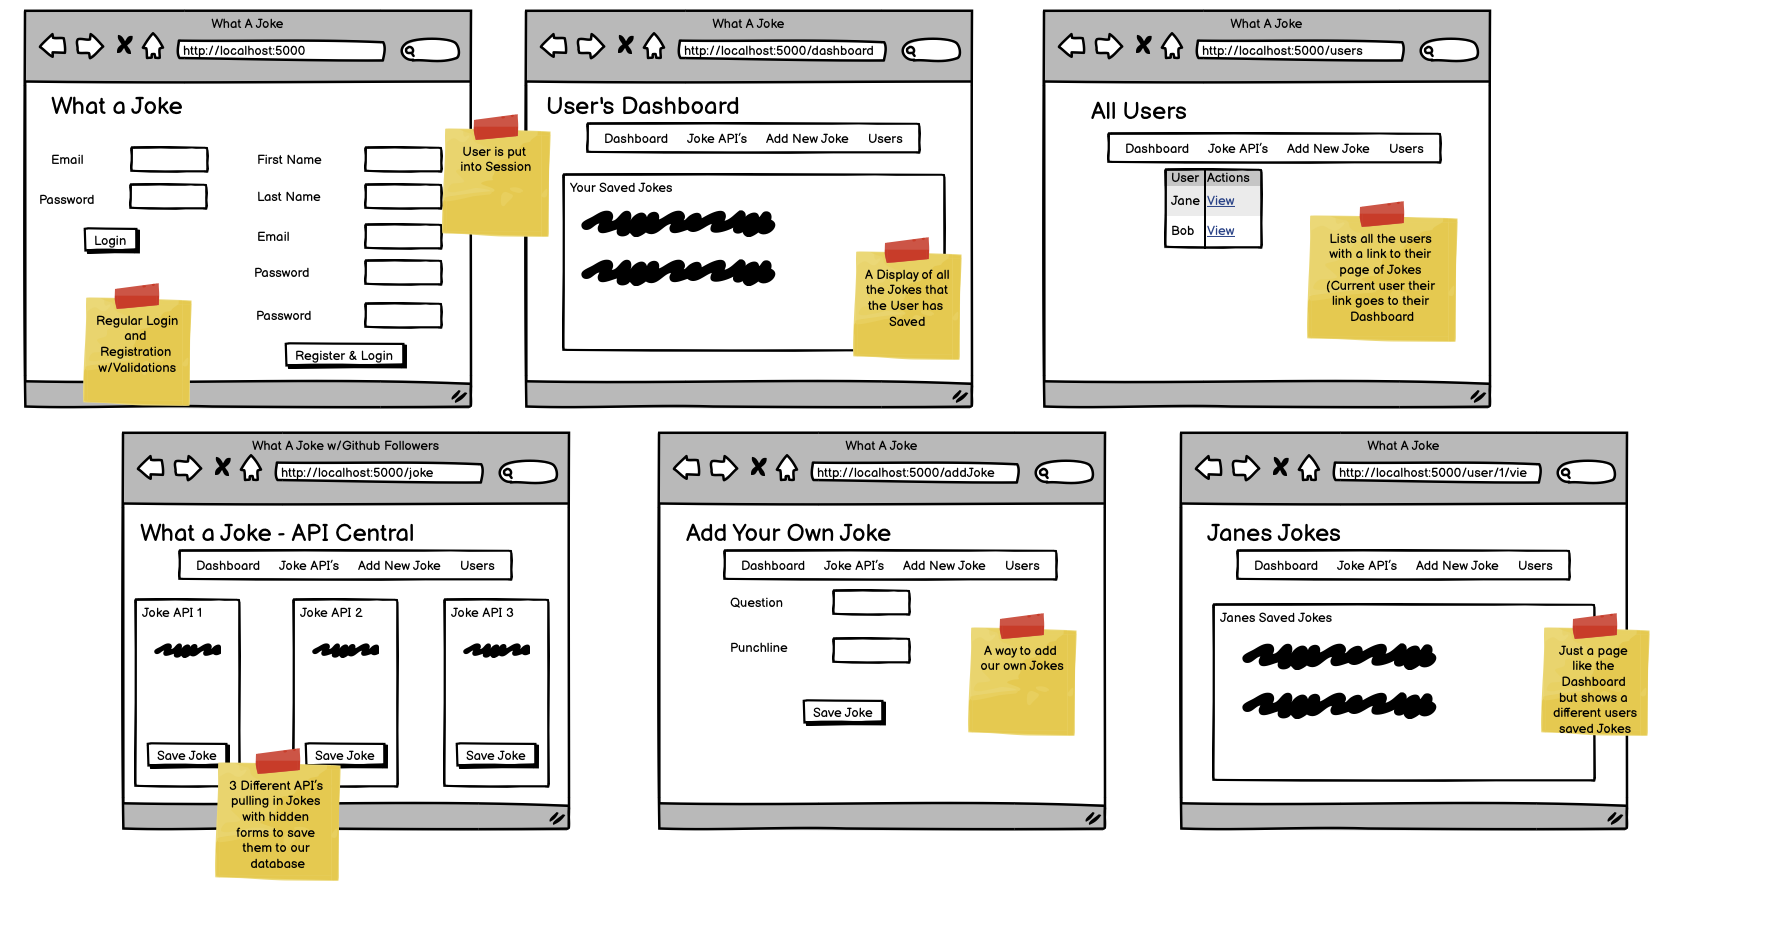 What A Joke
http://localhost:5000
What a Joke
Email
Password
Login
First Name
Last Name
Email
Password
Password
Register & Login
Regular Login
and
Registration
w/Validations
User is put
into Session
What A Joke
http://localhost:5000/dashboard
User's Dashboard
Dashboard Joke API's Add New Joke Users
Your Saved Jokes
A Display of all
the Jokes that
the User has
Saved
What A Joke
http://localhost:5000/users
All Users
Dashboard Joke API's Add New Joke Users
User Actions
Jane View
Bob View
Lists all the users
with a link to their
page of Jokes
(Current user their
link goes to their
Dashboard
What A Joke w/Github Followers
http://localhost:5000/joke
What a Joke - API Central
Dashboard Joke API's Add New Joke Users
Joke API 1
Save Joke
Joke API 2
Save Joke
Joke API 3
Save Joke
3 Different API's
pulling in Jokes
with hidden
forms to save
them to our
database
What A Joke
http://localhost:5000/addJoke
Add Your Own Joke
Dashboard Joke API's Add New Joke Users
Question
Punchline
Save Joke
A way to add
our own Jokes
What A Joke
http://localhost:5000/user/1/vie
Janes Jokes
Dashboard Joke API's Add New Joke Users
Janes Saved Jokes
Just a page
like the
Dashboard
but shows a
different users
saved Jokes